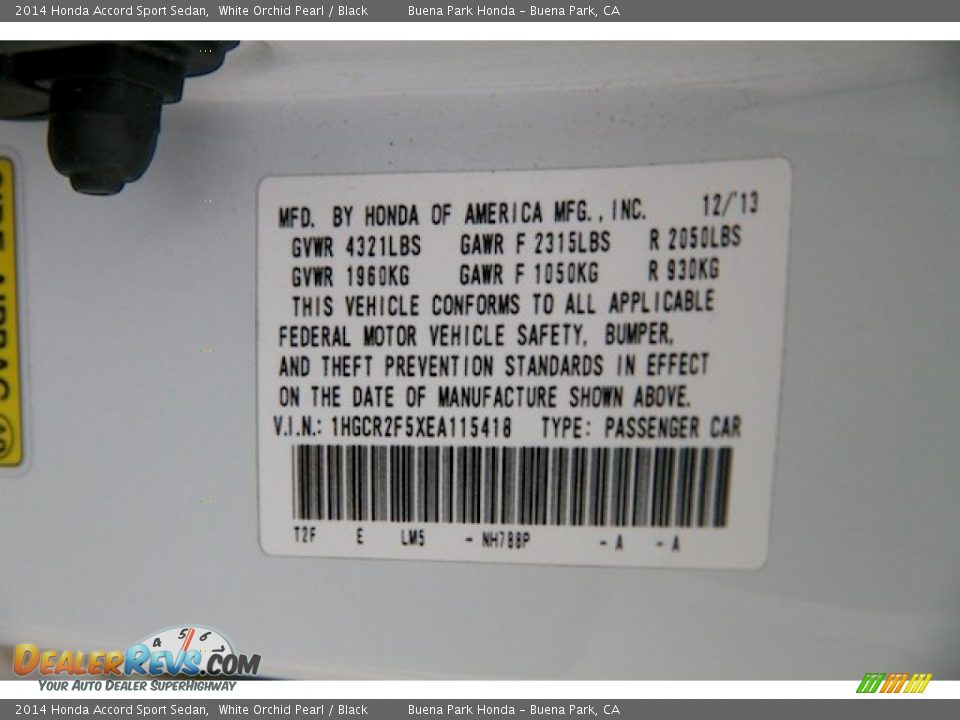 2014 Honda Accord Sport Sedan, White Orchid Pearl / Black Buena Park Honda - Buena Park, CA
MFD. BY HONDA OF AMERICA MFG., INC. 12/'13
GVWR 4321LBS GAWR F 2315LBS R 2050LBS
GVWR 1960KG GAWR F 1050KG R 930KG
THIS VEHICLE CONFORMS TO ALL APPLICABLE
FEDERAL MOTOR VEHICLE SAFETY, BUMPER,
AND THEFT PREVENTION STANDARDS IN EFFECT
ON THE DATE OF MANUFACTURE SHOWN ABOVE.
V.I.N.: 1HGCR2F5XEA115418 TYPE: PASSENGER CAR
T2F E LM5 - NH788P - A - A
4 5 6 7
DEALERREVS.COM
YOUR AUTO DEALER SUPERHIGHWAY
2014 Honda Accord Sport Sedan, White Orchid Pearl / Black Buena Park Honda - Buena Park, CA